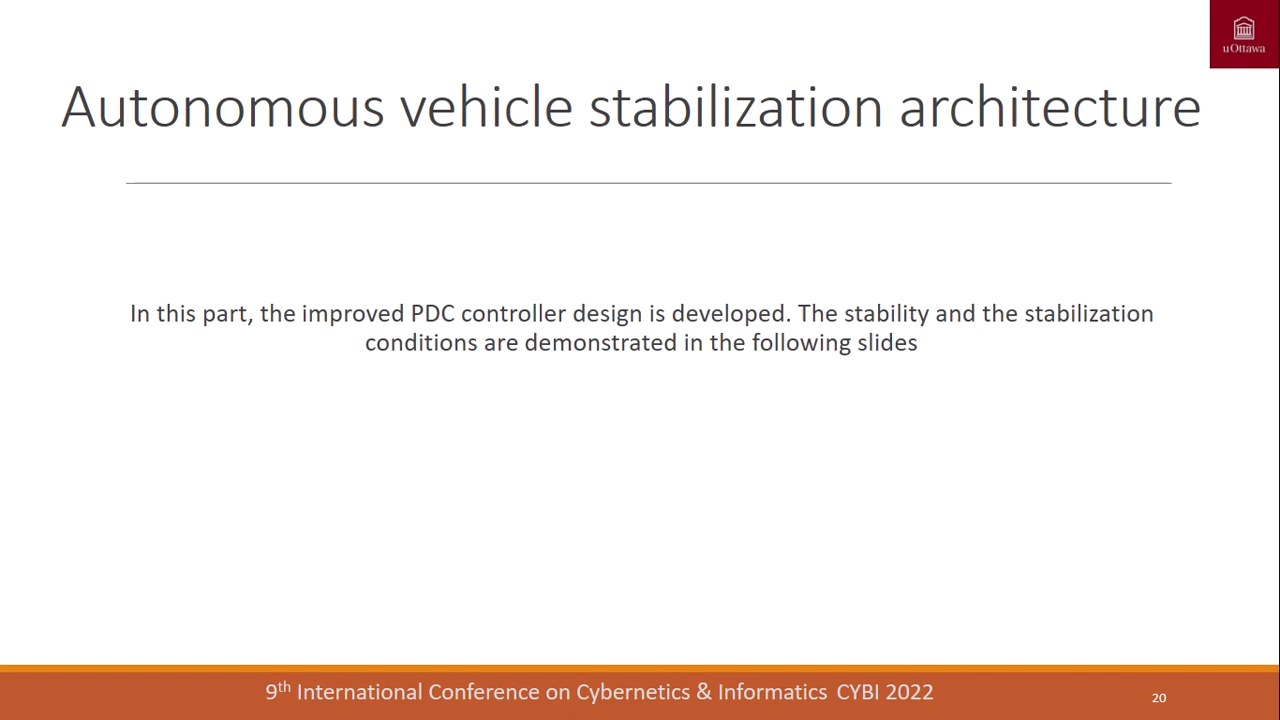 uOttawa
Autonomous vehicle stabilization architecture
In this part, the improved PDC controller design is developed. The stability and the stabilization
conditions are demonstrated in the following slides
9th International Conference on Cybernetics & Informatics CYBI 2022
20